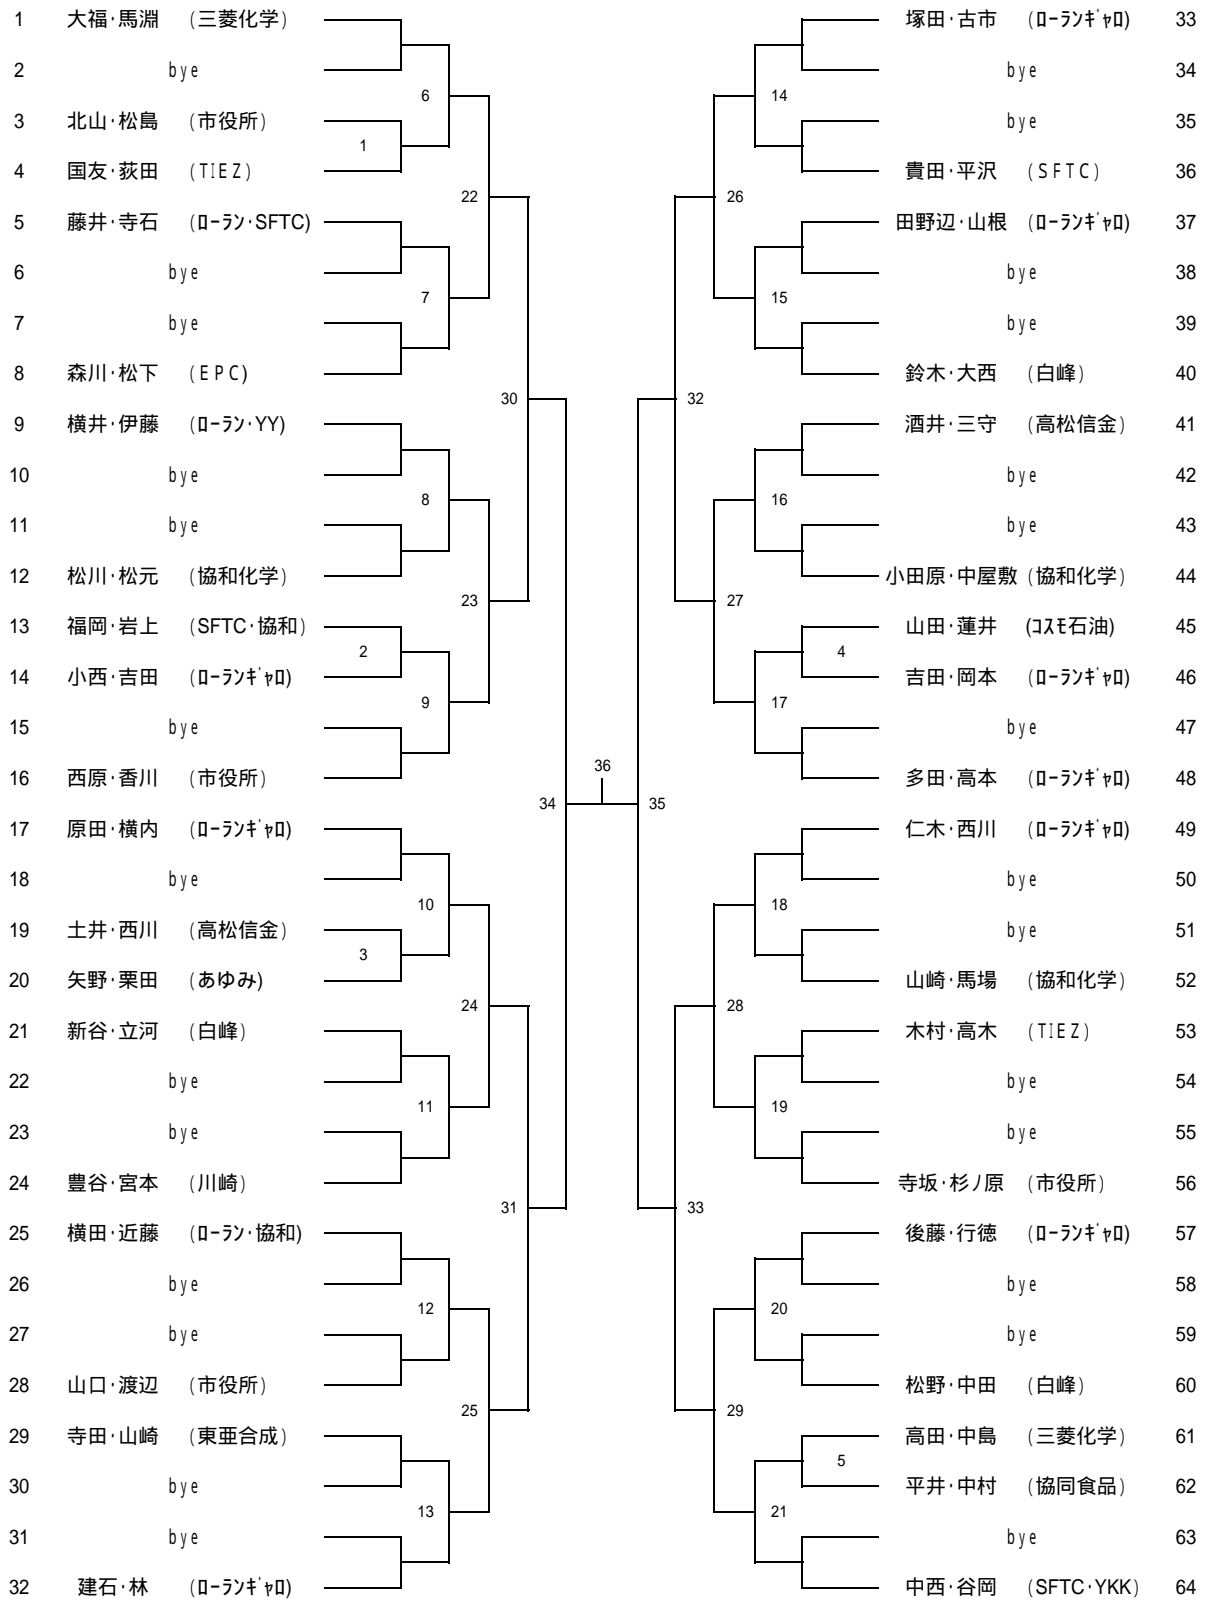 1 大福・馬淵 (三菱化学)
2 bye
6
3 北山・松島 (市役所)
1
4 国友・荻田 (TIEZ)
22
5 藤井・寺石 (ﾛｰﾗﾝ・SFTC)
6 bye
7
7 bye
8 森川・松下 (EPC)
30
9 横井・伊藤 (ﾛｰﾗﾝ・YY)
10 bye
8
11 bye
12 松川・松元 (協和化学)
23
13 福岡・岩上 (SFTC・協和)
2
14 小西・吉田 (ﾛｰﾗﾝｷﾞｬﾛ)
9
15 bye
16 西原・香川 (市役所)
34
17 原田・横内 (ﾛｰﾗﾝｷﾞｬﾛ)
18 bye
10
19 土井・西川 (高松信金)
3
20 矢野・栗田 (あゆみ)
24
21 新谷・立河 (白峰)
22 bye
11
23 bye
24 豊谷・宮本 (川崎)
31
25 横田・近藤 (ﾛｰﾗﾝ・協和)
26 bye
12
27 bye
28 山口・渡辺 (市役所)
25
29 寺田・山崎 (東亜合成)
30 bye
13
31 bye
32 建石・林 (ﾛｰﾗﾝｷﾞｬﾛ)
36
塚田・古市 (ﾛｰﾗﾝｷﾞｬﾛ) 33
bye 34
14
bye 35
貴田・平沢 (SFTC) 36
26
田野辺・山根 (ﾛｰﾗﾝｷﾞｬﾛ) 37
bye 38
15
bye 39
鈴木・大西 (白峰) 40
32
酒井・三守 (高松信金) 41
bye 42
16
bye 43
小田原・中屋敷 (協和化学) 44
27
山田・蓮井 (ｺｽﾓ石油) 45
4
吉田・岡本 (ﾛｰﾗﾝｷﾞｬﾛ) 46
17
bye 47
多田・高本 (ﾛｰﾗﾝｷﾞｬﾛ) 48
35
仁木・西川 (ﾛｰﾗﾝｷﾞｬﾛ) 49
bye 50
18
bye 51
山崎・馬場 (協和化学) 52
28
木村・高木 (TIEZ) 53
bye 54
19
bye 55
寺坂・杉ノ原 (市役所) 56
33
後藤・行徳 (ﾛｰﾗﾝｷﾞｬﾛ) 57
bye 58
20
bye 59
松野・中田 (白峰) 60
29
高田・中島 (三菱化学) 61
5
平井・中村 (協同食品) 62
21
bye 63
中西・谷岡 (SFTC・YKK) 64